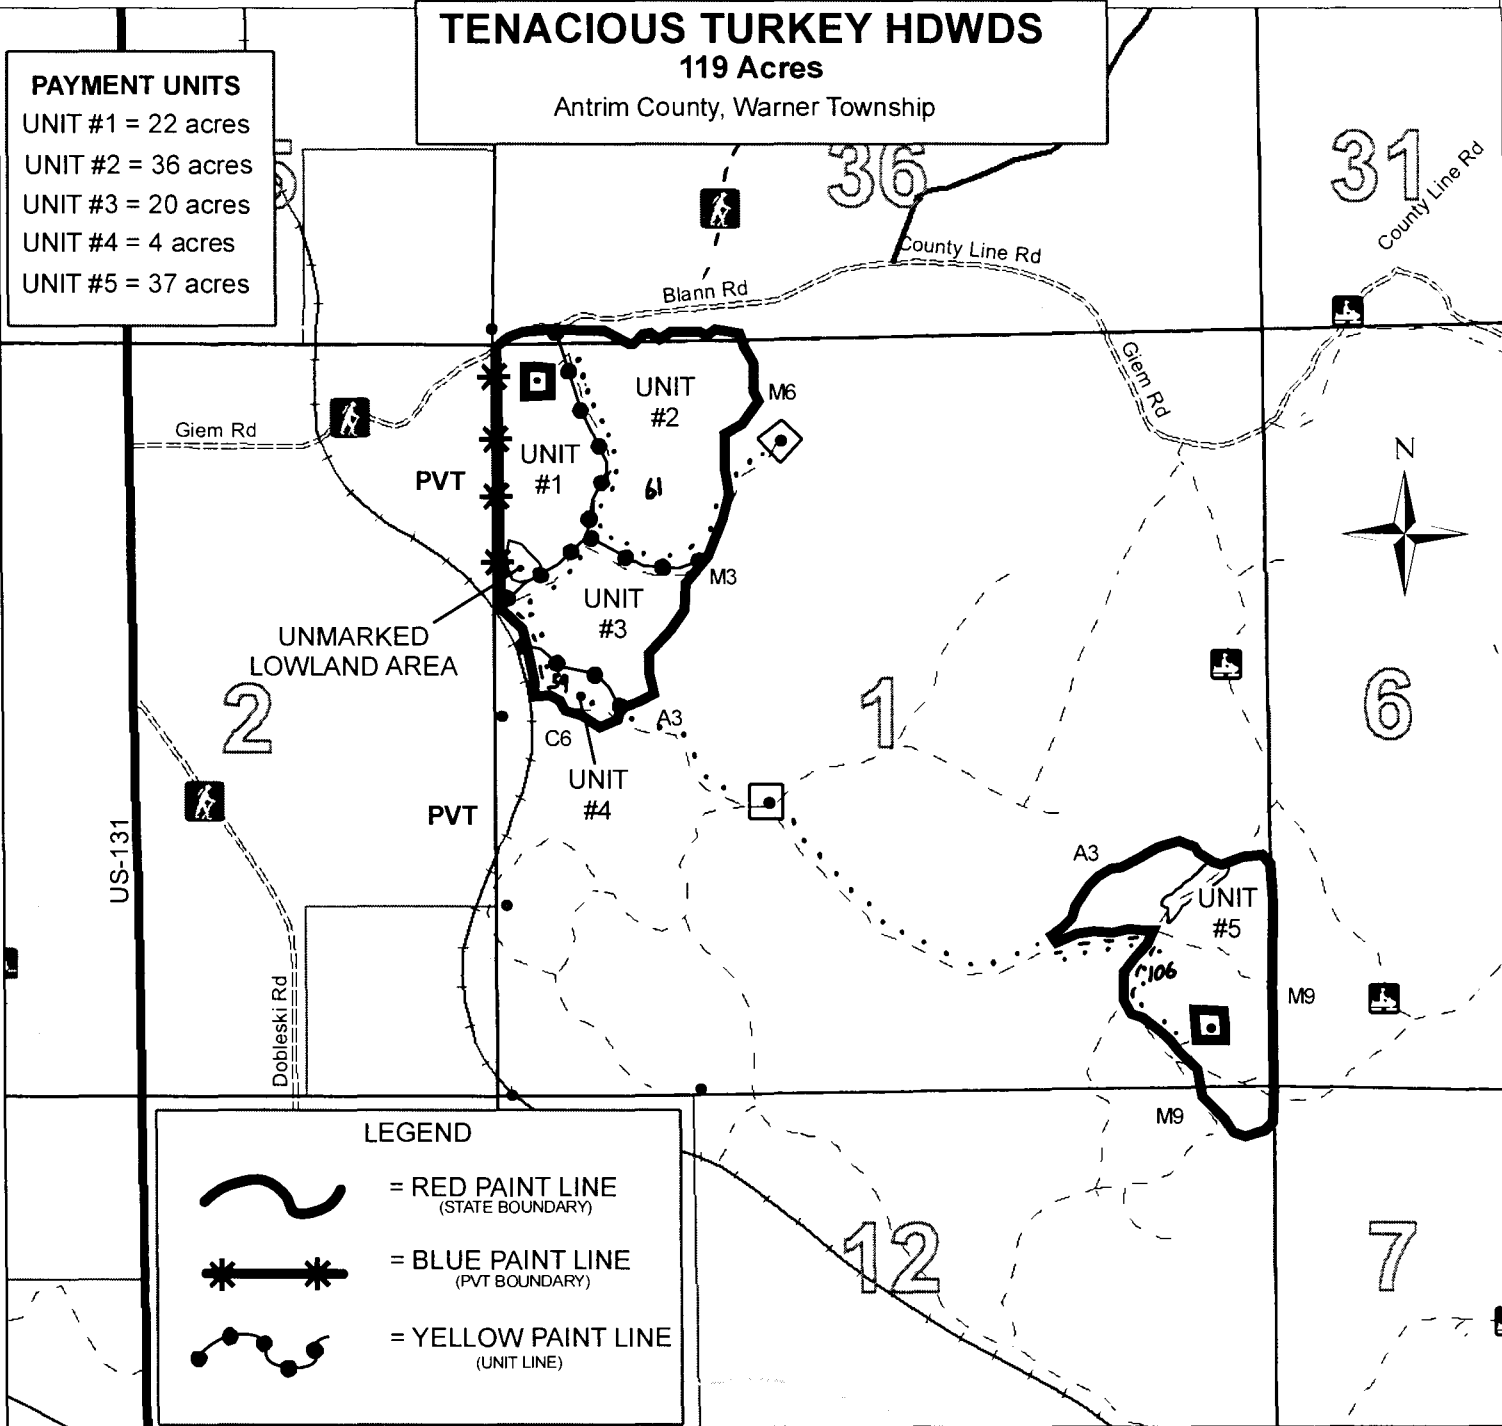 TENACIOUS TURKEY HDWDS
119 Acres
Antrim County, Warner Township
PAYMENT UNITS
UNIT #1 = 22 acres
UNIT #2 = 36 acres
UNIT #3 = 20 acres
UNIT #4 = 4 acres
UNIT #5 = 37 acres
36
31
County Line Rd
County Line Rd
Blann Rd
Giem Rd
Giem Rd
UNIT
#2
M6
UNIT
#1
PVT
61
N
M3
UNIT
#3
UNMARKED
LOWLAND AREA
2
59
A3
C6
1
6
UNIT
#4
PVT
US-131
A3
UNIT
#5
106
M9
Dobleski Rd
M9
12
7
LEGEND
= RED PAINT LINE
(STATE BOUNDARY)
= BLUE PAINT LINE
(PVT BOUNDARY)
= YELLOW PAINT LINE
(UNIT LINE)